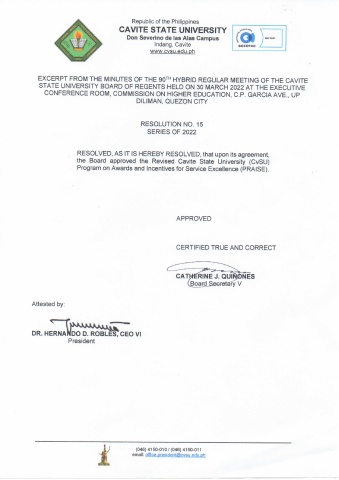 Republic of the Philippines
CAVITE STATE UNIVERSITY
Don Severino de las Alas Campus
Indang, Cavite
www.cvsu.edu.ph
EXCERPT FROM THE MINUTES OF THE 90TH HYBRID REGULAR MEETING OF THE CAVITE
STATE UNIVERSITY BOARD OF REGENTS HELD ON 30 MARCH 2022 AT THE EXECUTIVE
CONFERENCE ROOM, COMMISSION ON HIGHER EDUCATION, C.P. GARCIA AVE., UP
DILIMAN, QUEZON CITY
RESOLUTION NO. 15
SERIES OF 2022
RESOLVED, AS IT IS HEREBY RESOLVED, that upon its agreement,
the Board approved the Revised Cavite State University (CvSU)
Program on Awards and Incentives for Service Excellence (PRAISE).
APPROVED
CERTIFIED TRUE AND CORRECT
CATHERINE J. QUIÑONES
Board Secretary V
Attested by:
DR. HERNANDO D. ROBLES, CEO VI
President
(046) 4150-010 / (046) 4150-011
email: office.president@cvsu.edu.ph